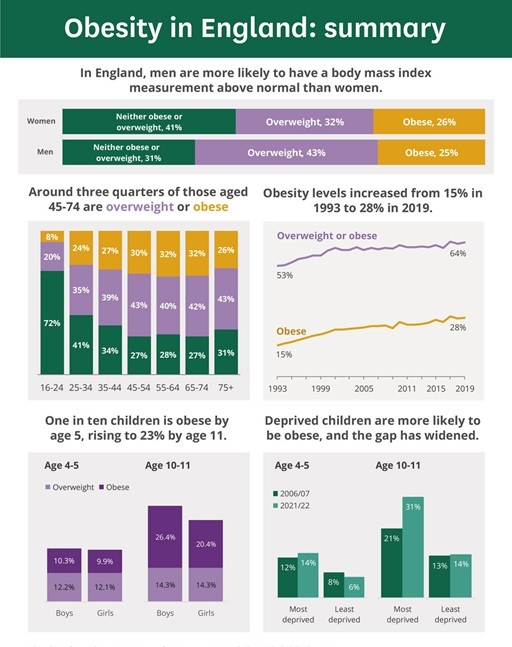 Obesity in England: summary
In England, men are more likely to have a body mass index
measurement above normal than women.
Women
Neither obese or
overweight, 41%
Overweight, 32%
Obese, 26%
Men
Neither obese or
overweight, 31%
Overweight, 43%
Obese, 25%
Around three quarters of those aged
45-74 are overweight or obese
8% 24% 27% 30% 32% 32% 26%
20% 35% 39% 43% 40% 42% 43%
72% 41% 34% 27% 28% 27% 31%
16-24 25-34 35-44 45-54 55-64 65-74 75+
Obesity levels increased from 15% in
1993 to 28% in 2019.
Overweight or obese
53%
64%
Obese
15%
28%
1993 1999 2005 2011 2015 2019
One in ten children is obese by
age 5, rising to 23% by age 11.
Age 4-5 Age 10-11
Overweight Obese
10.3% 9.9% 26.4% 20.4%
12.2% 12.1% 14.3% 14.3%
Boys Girls Boys Girls
Deprived children are more likely to
be obese, and the gap has widened.
Age 4-5 Age 10-11
2006/07
2021/22
12% 14% 8% 6% 21% 31% 13% 14%
Most
deprived
Least
deprived
Most
deprived
Least
deprived